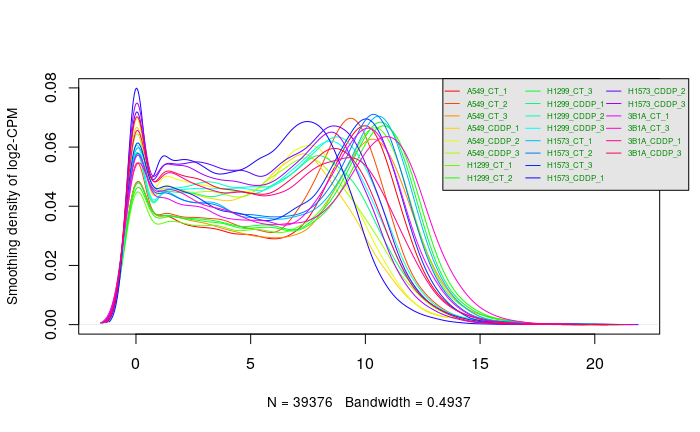 Smoothing density of log2-CPM
0.08
0.06
0.04
0.02
0.00
0 5 10 15 20
N = 39376 Bandwidth = 0.4937
A549_CT_1 H1299_CT_3 H1573_CDDP_2
A549_CT_2 H1299_CDDP_1 H1573_CDDP_3
A549_CT_3 H1299_CDDP_2 3B1A_CT_1
A549_CDDP_1 H1299_CDDP_3 3B1A_CT_3
A549_CDDP_2 H1573_CT_1 3B1A_CDDP_1
A549_CDDP_3 H1573_CT_2 3B1A_CDDP_3
H1299_CT_1 H1573_CT_3
H1299_CT_2 H1573_CDDP_1